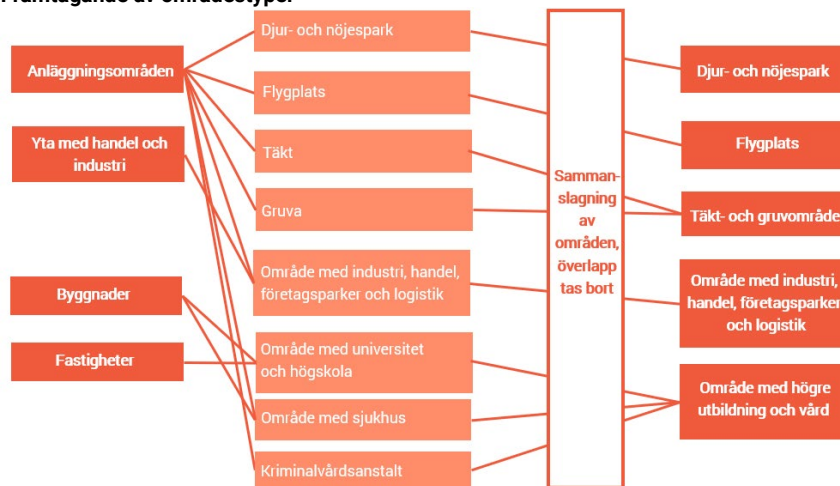 Framtagande av områdestyper
Anläggningsområden
Yta med handel och
industri
Byggnader
Fastigheter
Djur- och nöjespark
Flygplats
Täkt
Gruva
Område med industri, handel,
företagsparker och logistik
Område med universitet
och högskola
Område med sjukhus
Kriminalvårdsanstalt
Samman-
slagning
av
områden,
överlapp
tas bort
Djur- och nöjespark
Flygplats
Täkt- och gruvområde
Område med industri,
handel, företagsparker
och logistik
Område med högre
utbildning och vård